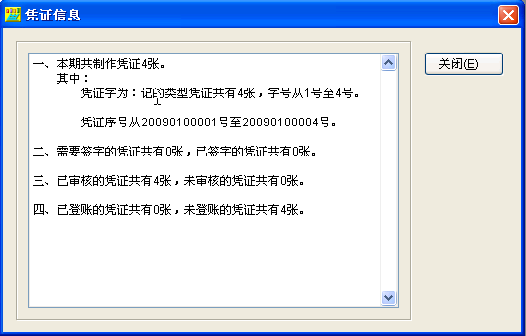 凭证信息
一、本期共制作凭证4张。
其中：
凭证字为：记的类型凭证共有4张，字号从1号至4号。
凭证序号从20090100001号至20090100004号。
二、需要签字的凭证共有0张，已签字的凭证共有0张。
三、已审核的凭证共有4张，未审核的凭证共有0张。
四、已登账的凭证共有0张，未登账的凭证共有4张。
关闭(E)